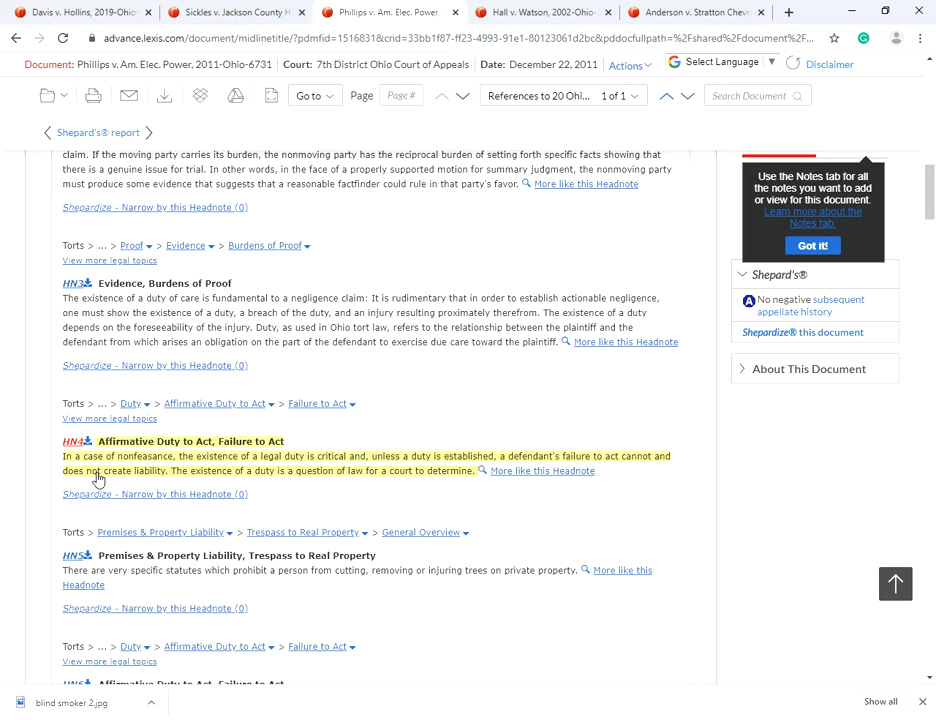 Davis v. Hollins, 2019-Ohio-
Sickles v. Jackson County H
Phillips v. Am. Elec. Power,
Hall v. Watson, 2002-Ohio-
Anderson v. Stratton Chevr
advance.lexis.com/document/midlinetitle/?pdmfid=1516831&crid=33bb1f87-ff23-4993-91e1-80123061d2bc&pddocfullpath=%2Fshared%2Fdocument%2F...
Document: Phillips v. Am. Elec. Power, 2011-Ohio-6731 | Court: 7th District Ohio Court of Appeals | Date: December 22, 2011 | Actions
G Select Language ▼
Disclaimer
Go to
Page Page #
References to 20 Ohi... 1 of 1
Search Document
Shepard's® report
claim. If the moving party carries its burden, the nonmoving party has the reciprocal burden of setting forth specific facts showing that
there is a genuine issue for trial. In other words, in the face of a properly supported motion for summary judgment, the nonmoving party
must produce some evidence that suggests that a reasonable factfinder could rule in that party's favor. More like this Headnote
Shepardize - Narrow by this Headnote (0)
Torts > ... > Proof > Evidence > Burdens of Proof
View more legal topics
HN3 Evidence, Burdens of Proof
The existence of a duty of care is fundamental to a negligence claim: It is rudimentary that in order to establish actionable negligence,
one must show the existence of a duty, a breach of the duty, and an injury resulting proximately therefrom. The existence of a duty
depends on the foreseeability of the injury. Duty, as used in Ohio tort law, refers to the relationship between the plaintiff and the
defendant from which arises an obligation on the part of the defendant to exercise due care toward the plaintiff. More like this Headnote
Shepardize - Narrow by this Headnote (0)
Torts > ... > Duty > Affirmative Duty to Act > Failure to Act
View more legal topics
HN4 Affirmative Duty to Act, Failure to Act
In a case of nonfeasance, the existence of a legal duty is critical and, unless a duty is established, a defendant's failure to act cannot and
does not create liability. The existence of a duty is a question of law for a court to determine. More like this Headnote
Shepardize - Narrow by this Headnote (0)
Torts > Premises & Property Liability > Trespass to Real Property > General Overview
HN5 Premises & Property Liability, Trespass to Real Property
There are very specific statutes which prohibit a person from cutting, removing or injuring trees on private property. More like this
Headnote
Shepardize - Narrow by this Headnote (0)
Torts > ... > Duty > Affirmative Duty to Act > Failure to Act
View more legal topics
HN6 Affirmative Duty to Act, Failure to Act
Use the Notes tab for all
the notes you want to add
or view for this document.
Learn more about the
Notes tab.
Got it!
Shepard's®
A No negative subsequent
appellate history
Shepardize® this document
About This Document
blind smoker 2.jpg
Show all